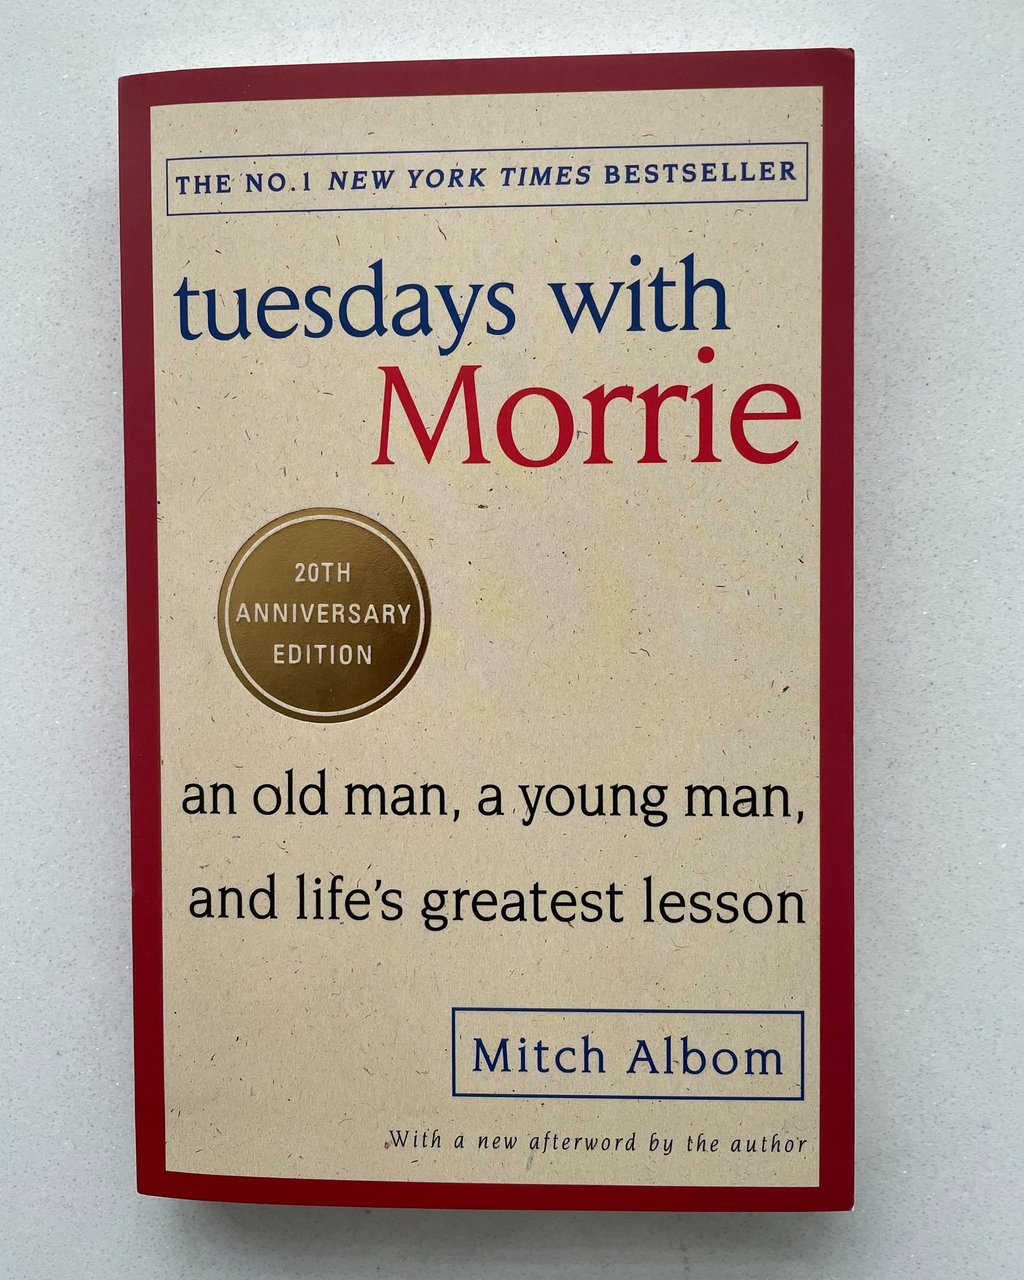 THE NO.1 NEW YORK TIMES BESTSELLER
tuesdays with
Morrie
20TH
ANNIVERSARY
EDITION
an old man, a young man,
and life’s greatest lesson
Mitch Albom
With a new afterword by the author